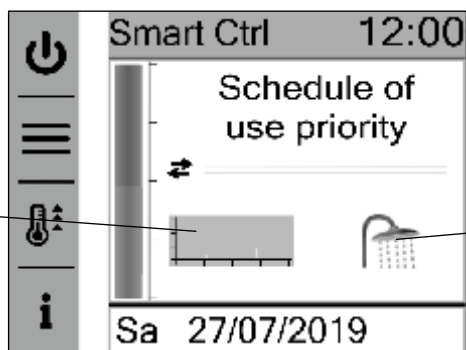 Smart Ctrl 12:00
Schedule of
use priority
i
Sa 27/07/2019